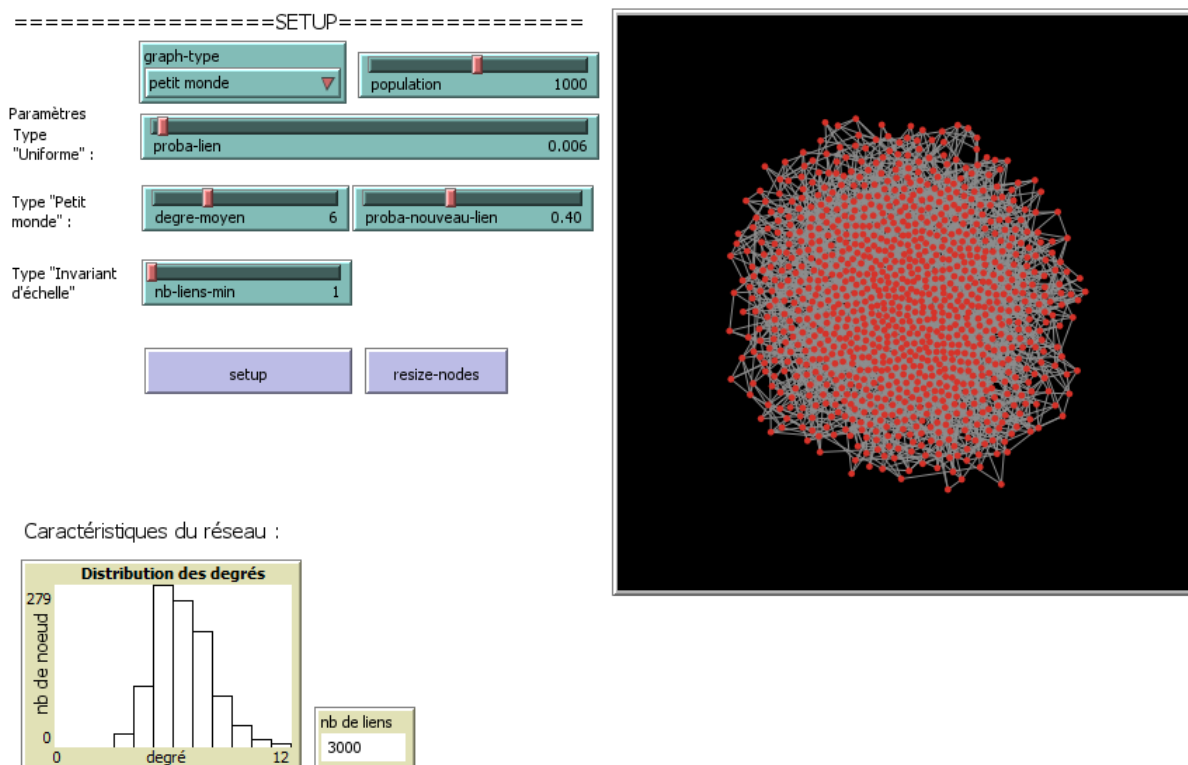 =================SETUP================
graph-type
petit monde
population 1000
Paramètres
Type
"Uniforme" :
proba-lien 0.006
Type "Petit
monde" :
degre-moyen 6
proba-nouveau-lien 0.40
Type "Invariant
d'échelle"
nb-liens-min 1
setup
resize-nodes
Caractéristiques du réseau :
Distribution des degrés
279
nb de noeud
0
0 degré 12
nb de liens
3000